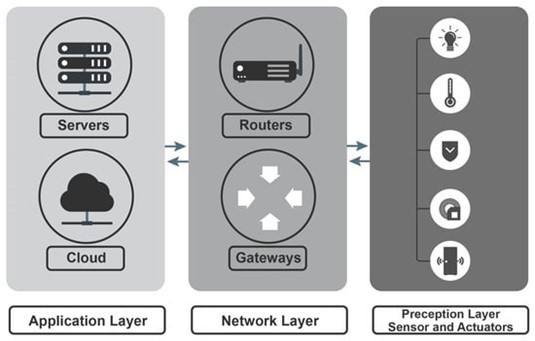 Servers
Cloud
Routers
Gateways
Application Layer
Network Layer
Preception Layer
Sensor and Actuators